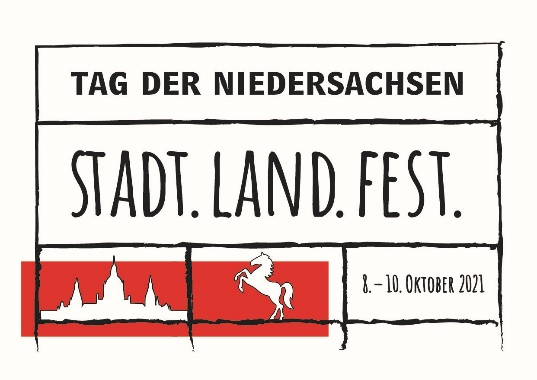 TAG DER NIEDERSACHSEN
STADT. LAND. FEST.
8. – 10. OKTOBER 2021